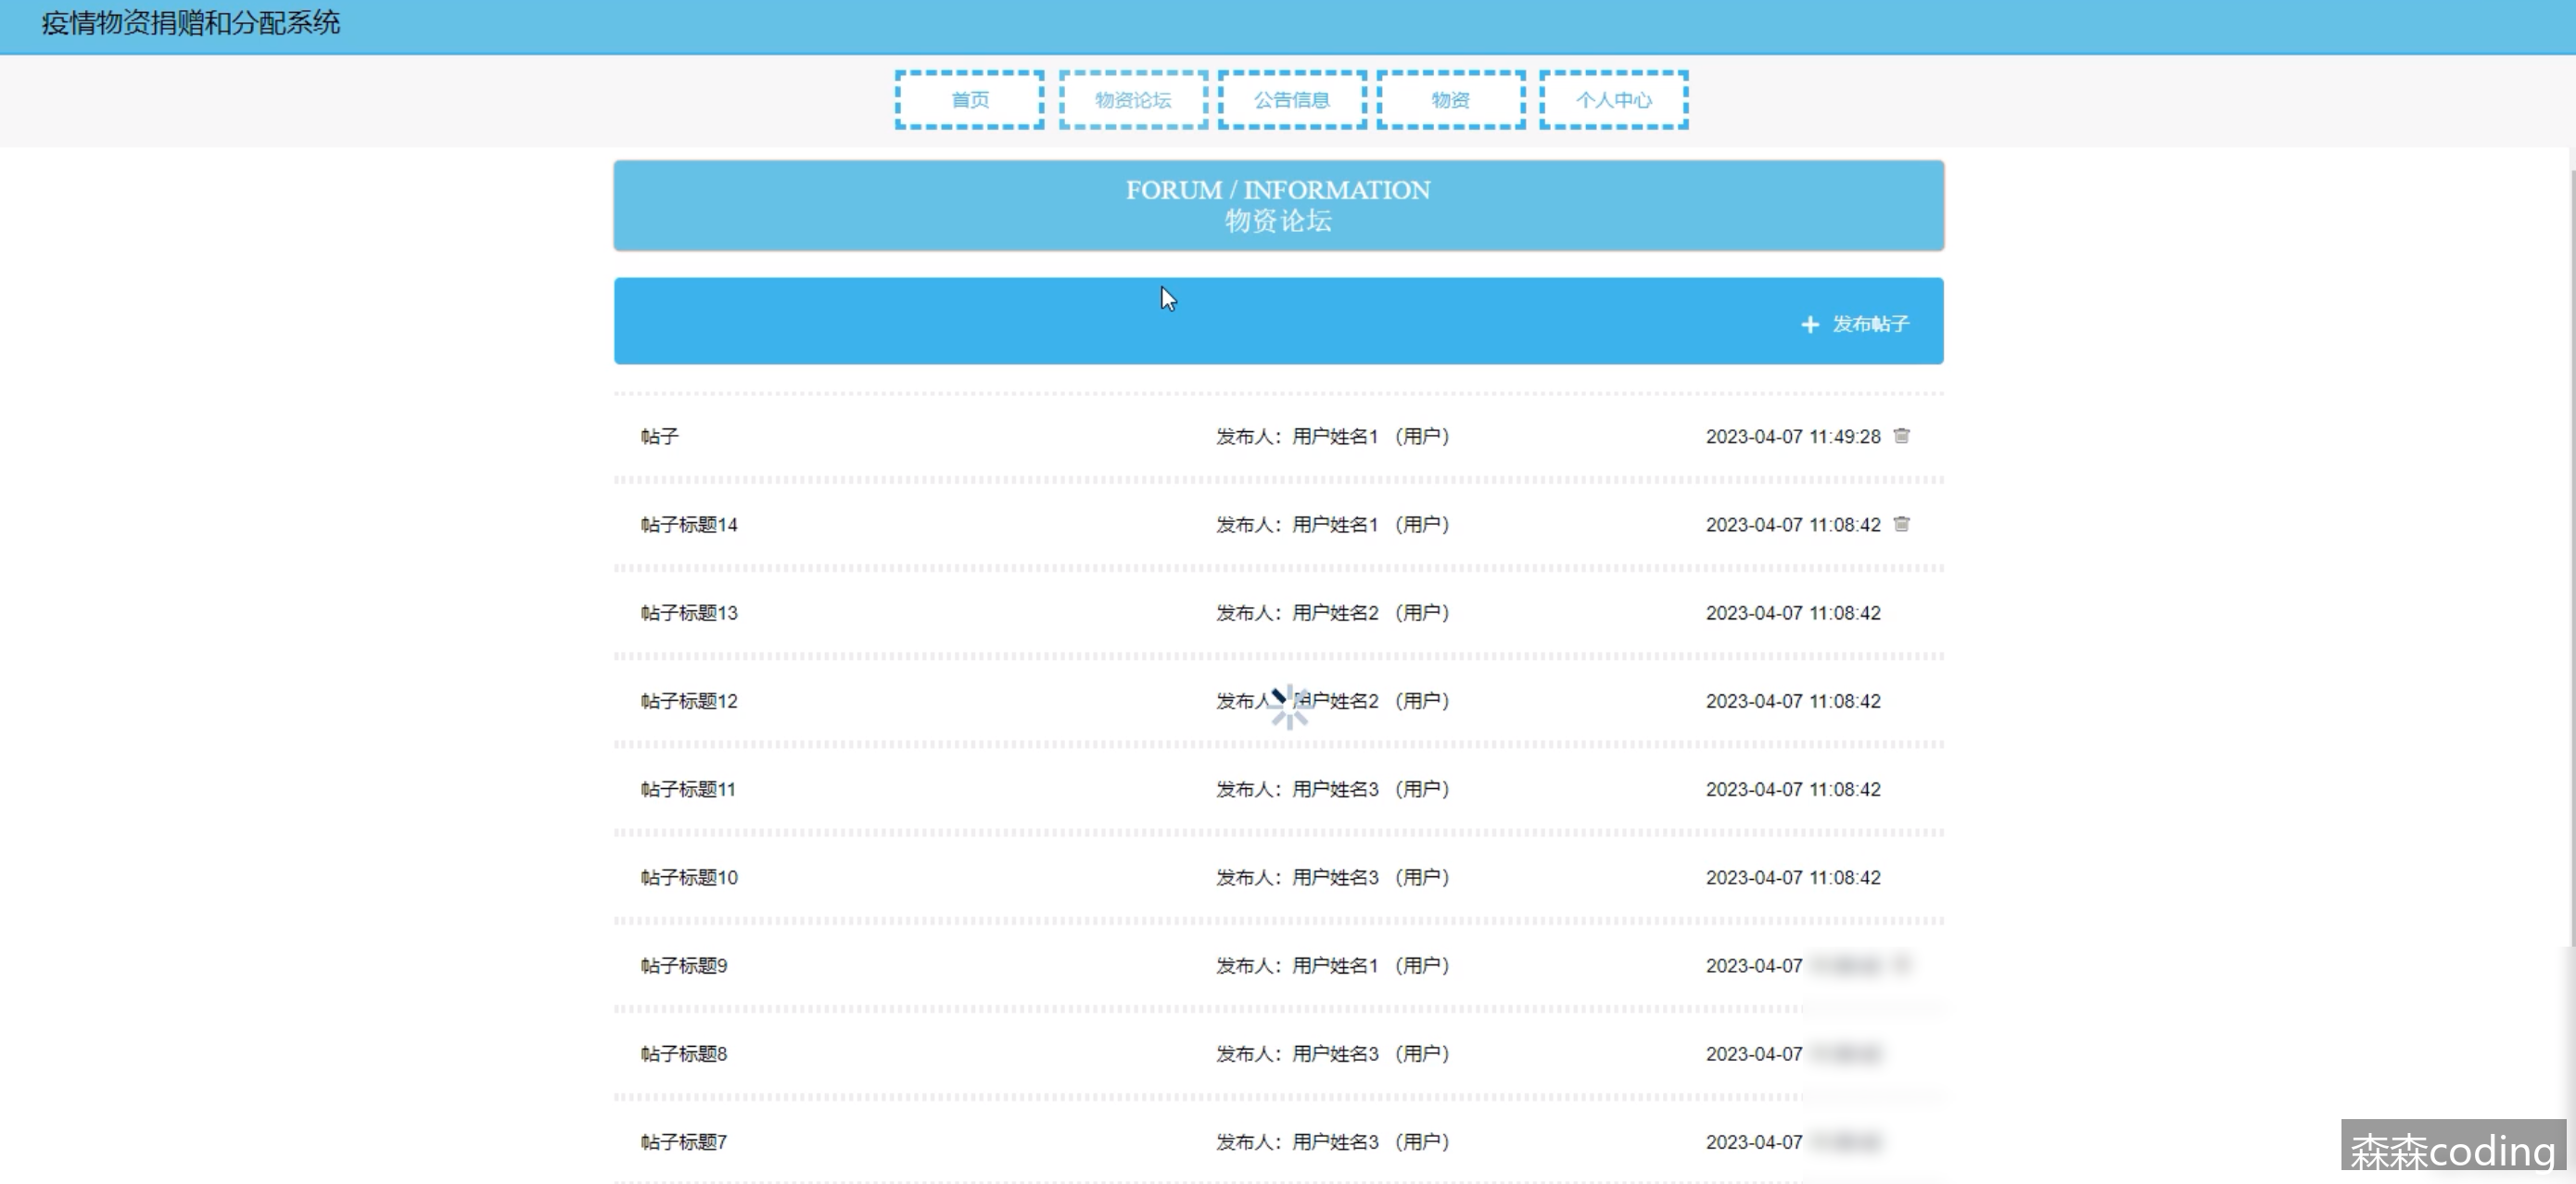 疫情物资捐赠和分配系统
首页 物资论坛 公告信息 物资 个人中心
FORUM / INFORMATION
物资论坛
+ 发布帖子
帖子 发布人：用户姓名1 （用户） 2023-04-07 11:49:28
帖子标题14 发布人：用户姓名1 （用户） 2023-04-07 11:08:42
帖子标题13 发布人：用户姓名2 （用户） 2023-04-07 11:08:42
帖子标题12 发布人 用户姓名2 （用户） 2023-04-07 11:08:42
帖子标题11 发布人：用户姓名3 （用户） 2023-04-07 11:08:42
帖子标题10 发布人：用户姓名3 （用户） 2023-04-07 11:08:42
帖子标题9 发布人：用户姓名1 （用户） 2023-04-07
帖子标题8 发布人：用户姓名3 （用户） 2023-04-07
帖子标题7 发布人：用户姓名3 （用户） 2023-04-07
森森coding